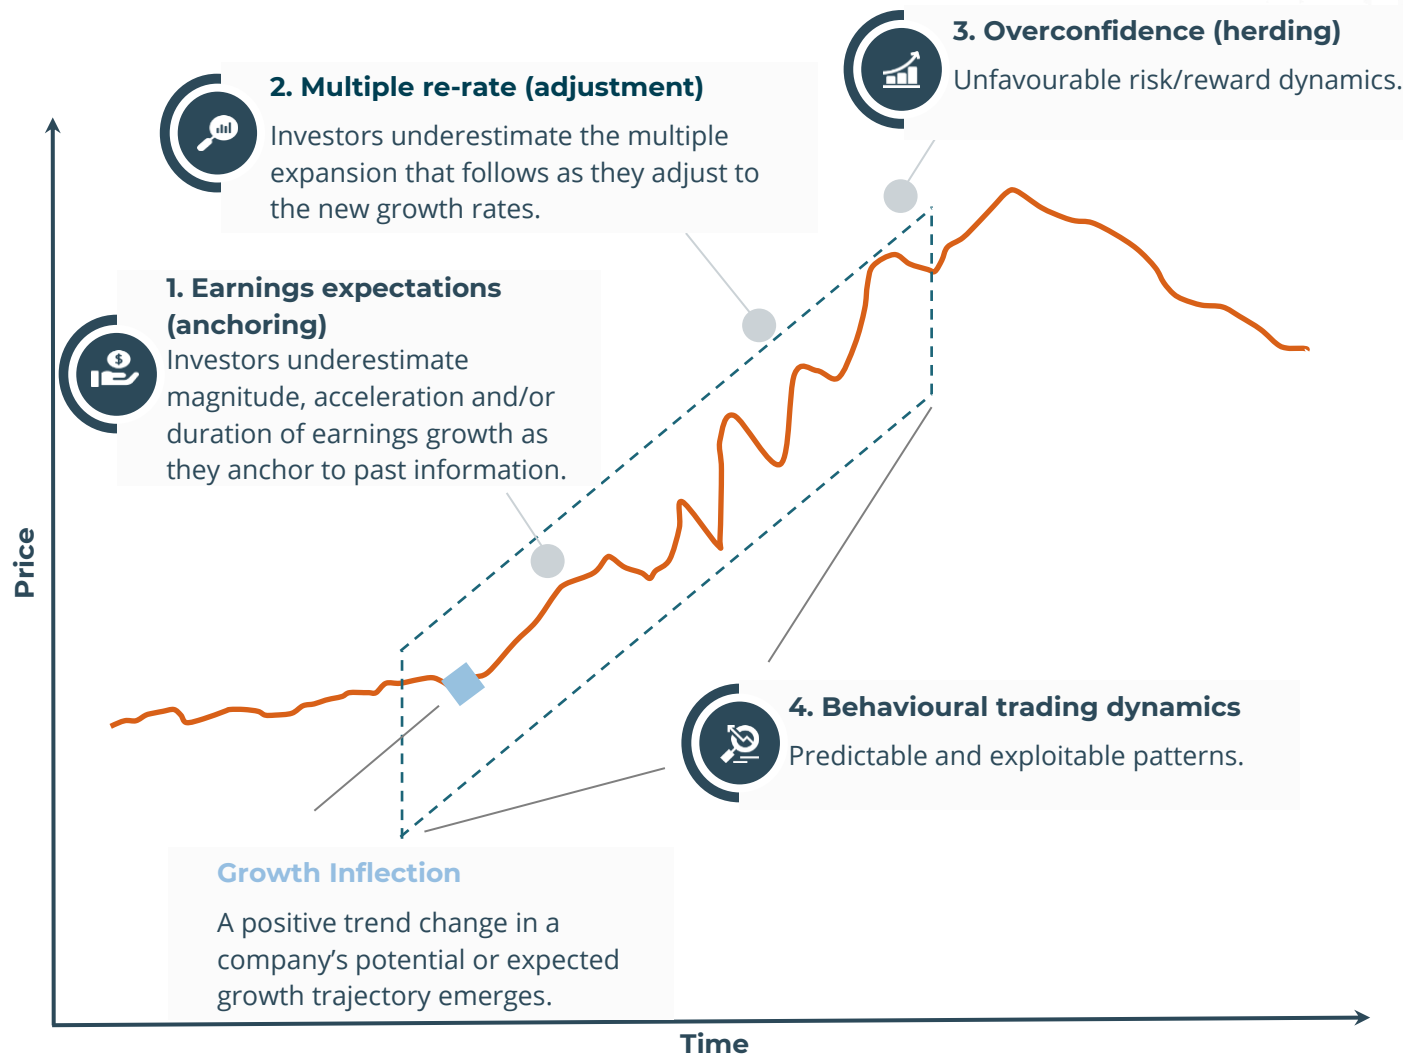 3. Overconfidence (herding)
Unfavourable risk/reward dynamics.
2. Multiple re-rate (adjustment)
Investors underestimate the multiple
expansion that follows as they adjust to
the new growth rates.
1. Earnings expectations
(anchoring)
Investors underestimate
magnitude, acceleration and/or
duration of earnings growth as
they anchor to past information.
$
Price
4. Behavioural trading dynamics
Predictable and exploitable patterns.
Growth Inflection
A positive trend change in a
company’s potential or expected
growth trajectory emerges.
Time